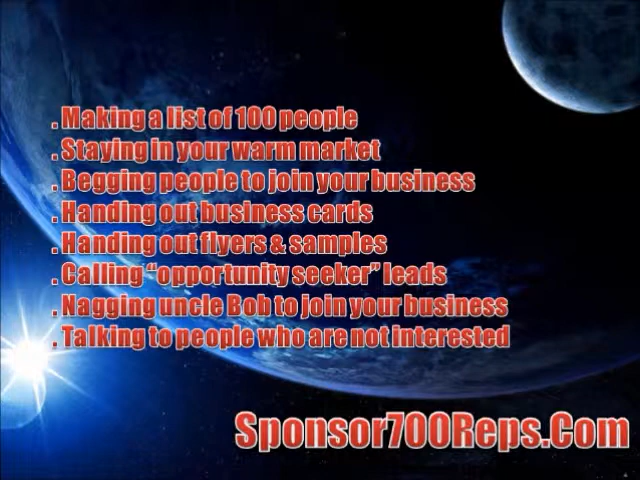 . Making a list of 100 people
. Staying in your warm market
. Begging people to join your business
. Handing out business cards
. Handing out flyers & samples
. Calling “opportunity seeker” leads
. Nagging uncle Bob to join your business
. Talking to people who are not interested
Sponsor700Reps.Com